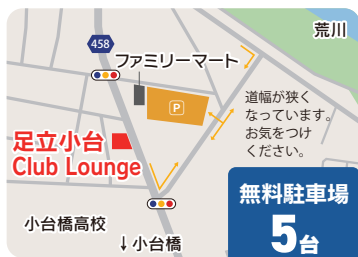 荒川
458
ファミリーマート
P
道幅が狭く
なっています。
お気をつけ
ください。
足立小台
Club Lounge
無料駐車場
5台
小台橋高校
↓小台橋